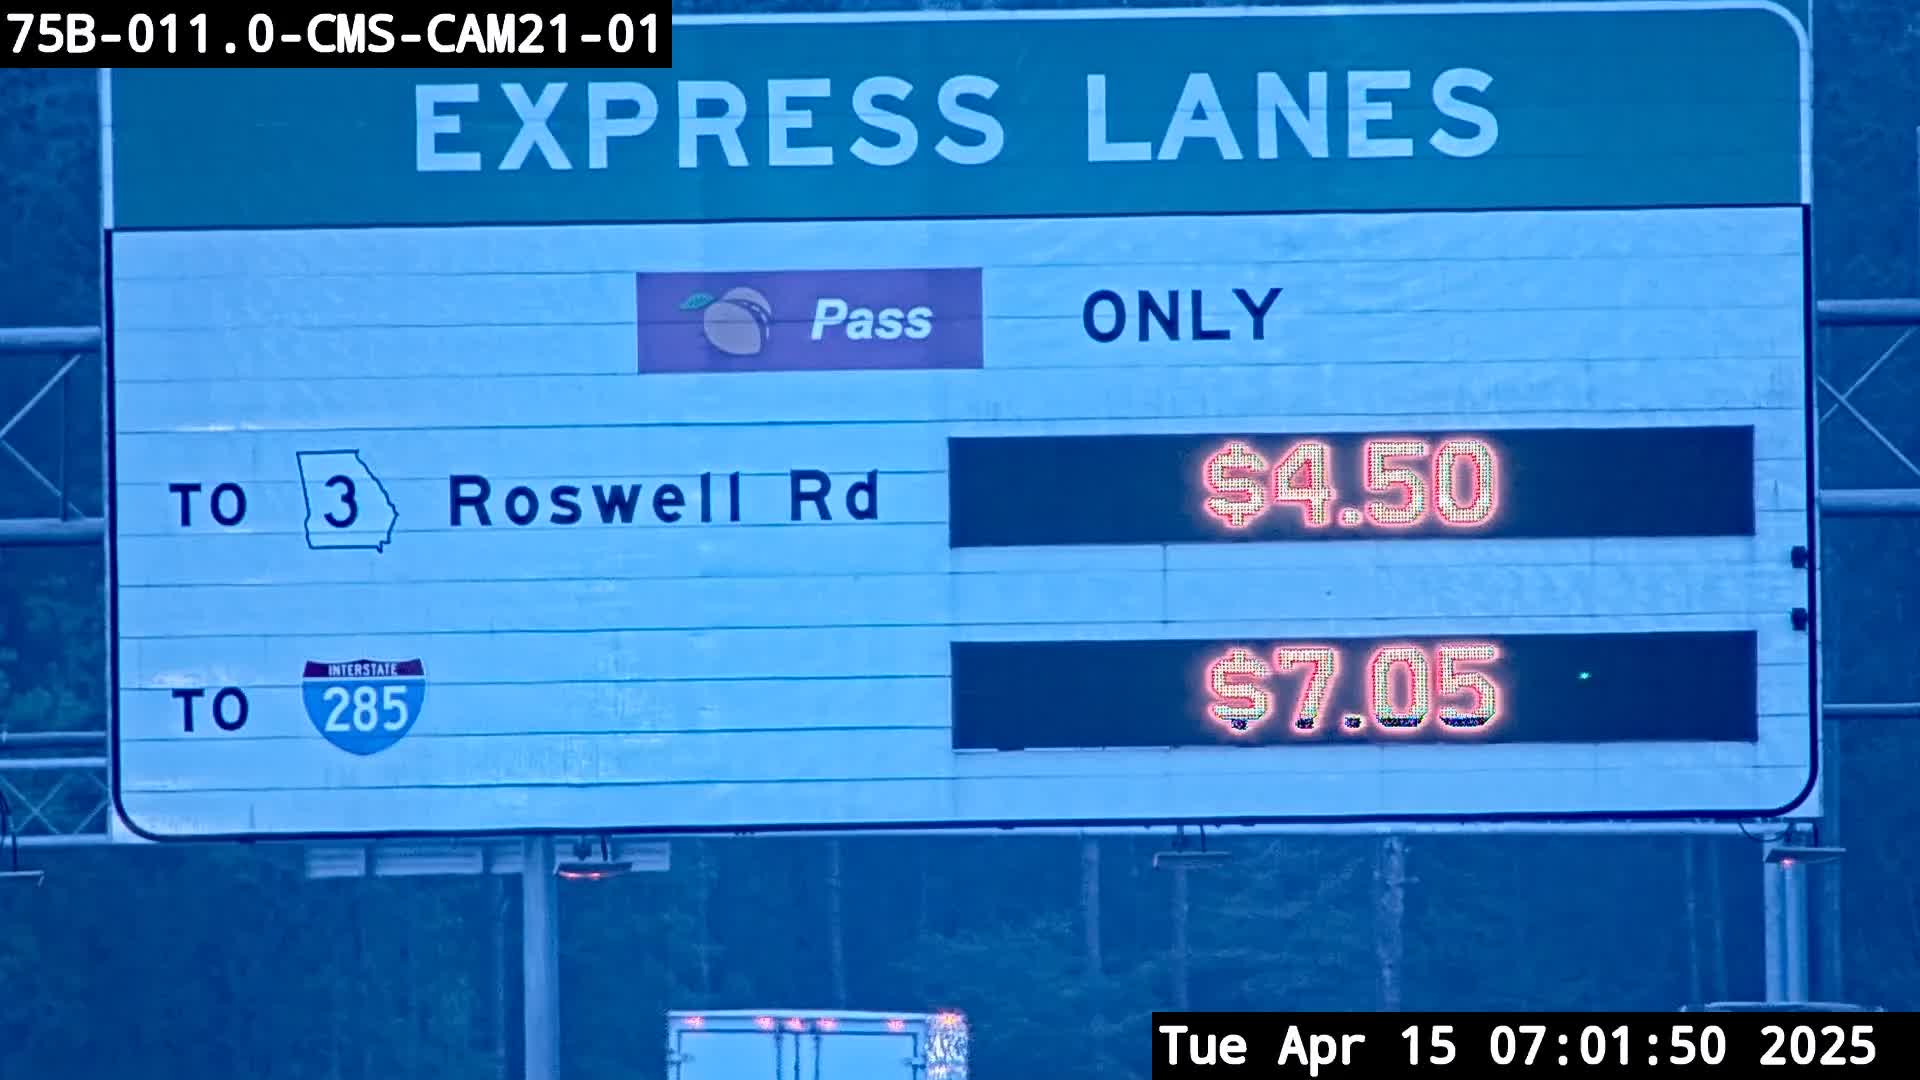 75B-011.0-CMS-CAM21-01
EXPRESS LANES
Pass ONLY
TO 3 Roswell Rd $4.50
TO INTERSTATE 285 $7.05
Tue Apr 15 07:01:50 2025